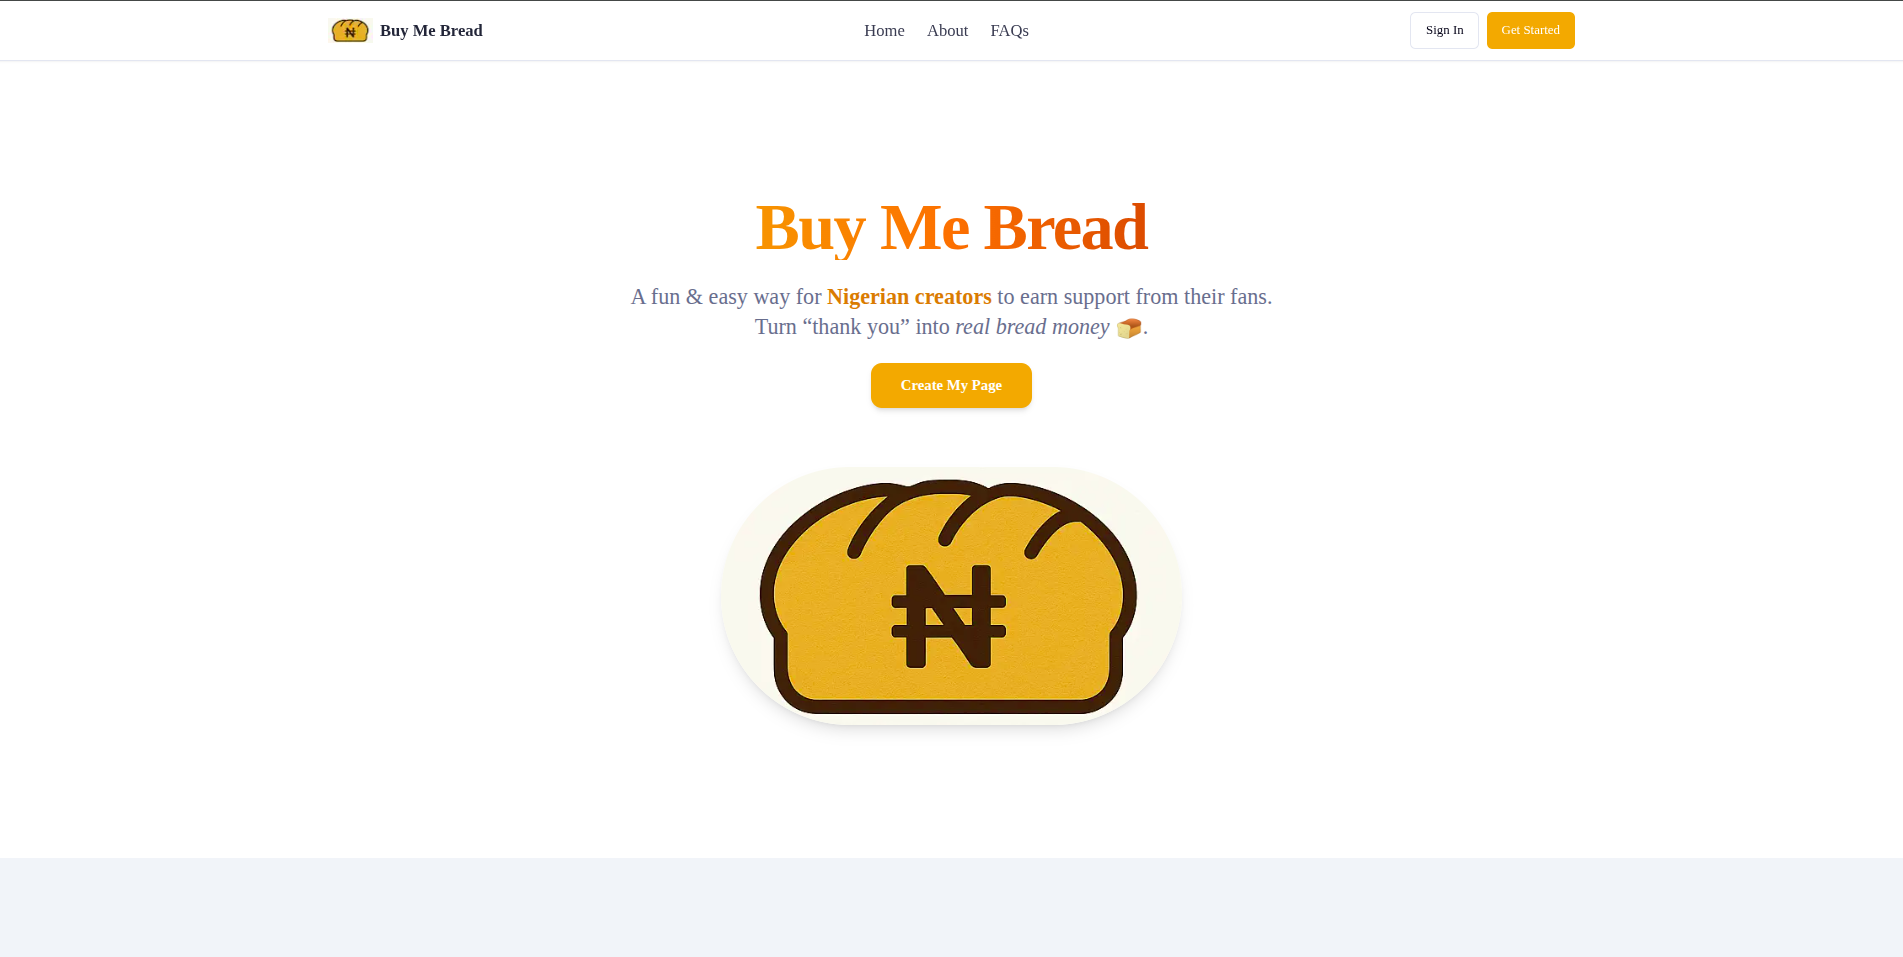 ₦ Buy Me Bread
Home About FAQs
Sign In Get Started
Buy Me Bread
A fun & easy way for Nigerian creators to earn support from their fans.
Turn “thank you” into real bread money 🍞.
Create My Page
₦